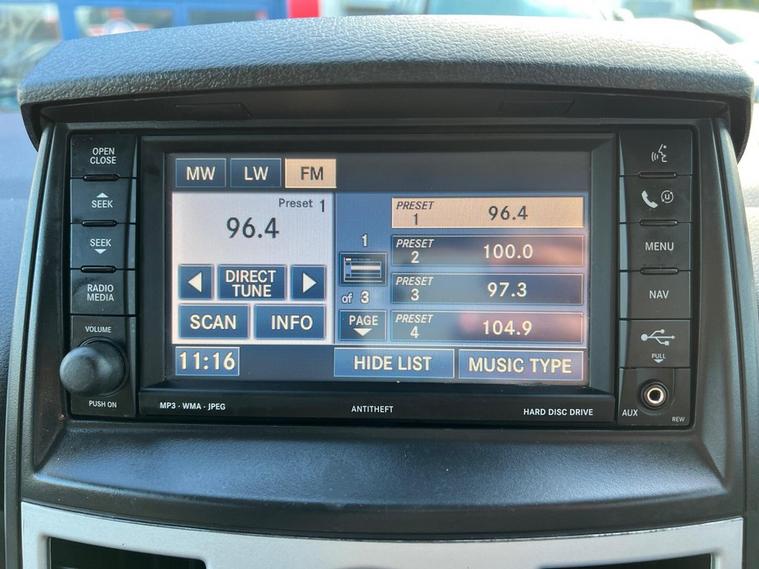 OPEN
CLOSE
SEEK
SEEK
RADIO
MEDIA
VOLUME
PUSH ON
MW
LW
FM
Preset 1
96.4
DIRECT
TUNE
SCAN
INFO
11:16
1
of 3
PAGE
PRESET
1
96.4
PRESET
2
100.0
PRESET
3
97.3
PRESET
4
104.9
HIDE LIST
MUSIC TYPE
MP3 · WMA · JPEG
ANTITHEFT
HARD DISC DRIVE
MENU
NAV
PULL
AUX
REW